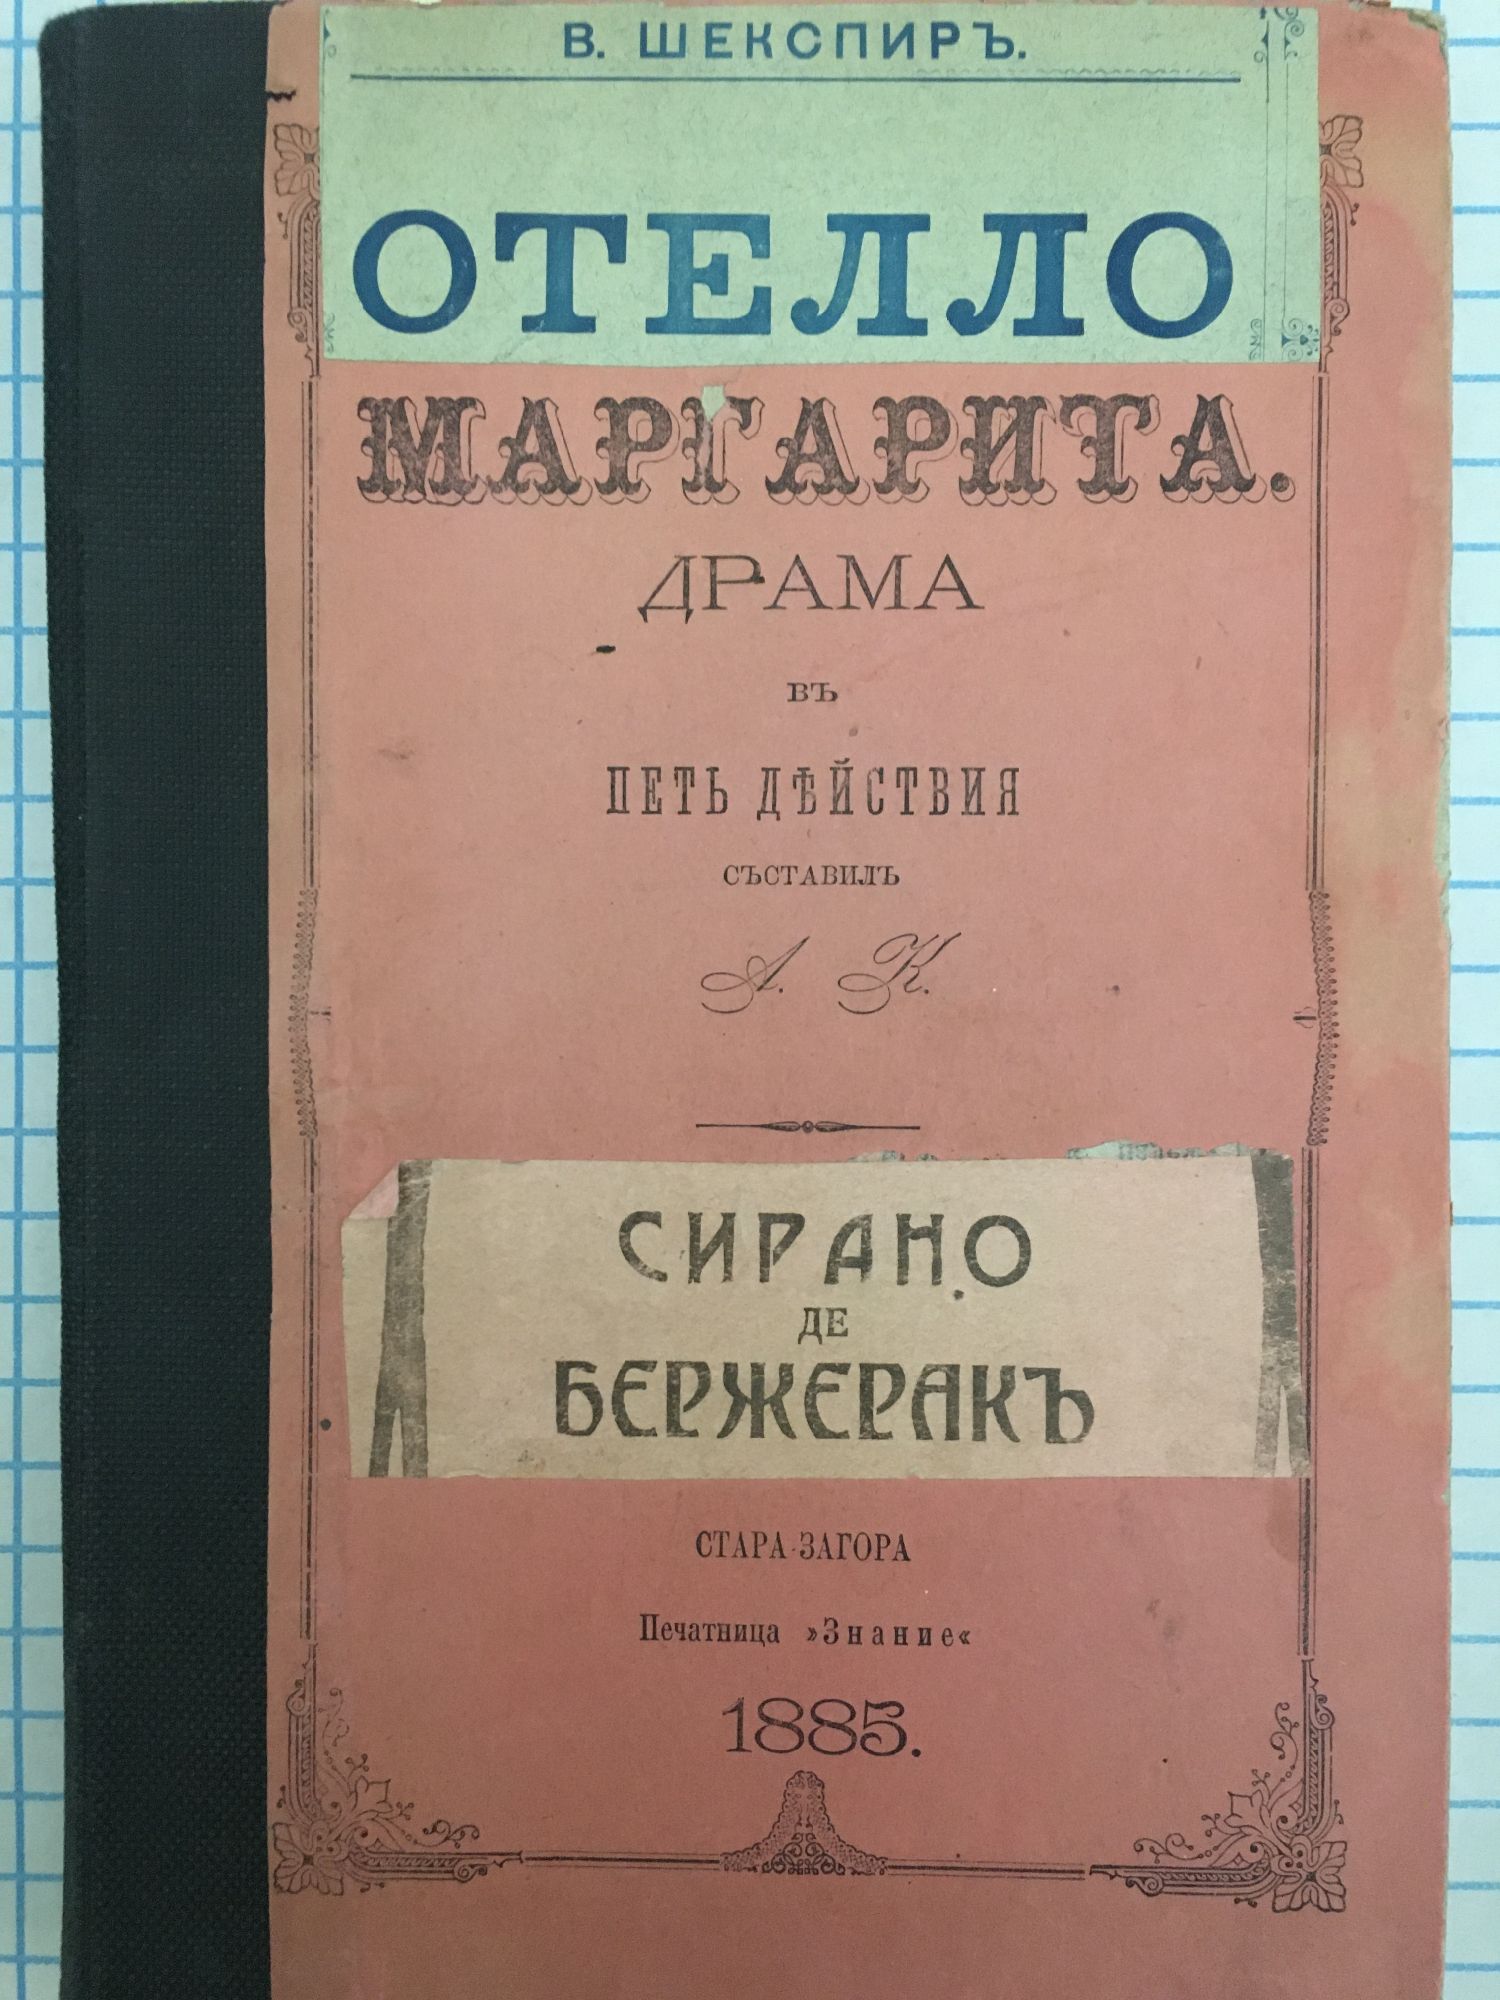 В. ШЕКСПИРЪ.
ОТЕЛЛО
МАРГАРИТА.
ДРАМА
ВЪ
ПЕТЬ ДѢЙСТВИЯ
СЪСТАВИЛЪ
А. К.
СИРАНО
ДЕ
БЕРЖЕРАКЪ
СТАРА-ЗАГОРА
Печатница »Знание«
1885.